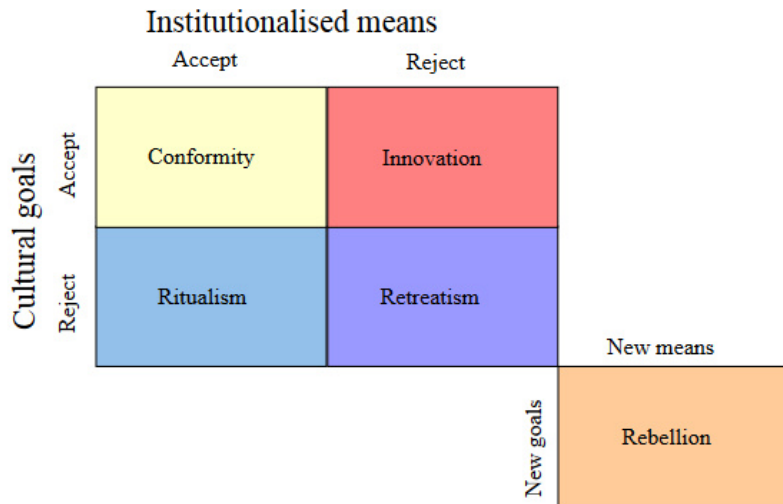 Institutionalised means
Accept
Reject
Cultural goals
Accept
Conformity
Innovation
Reject
Ritualism
Retreatism
New means
New goals
Rebellion